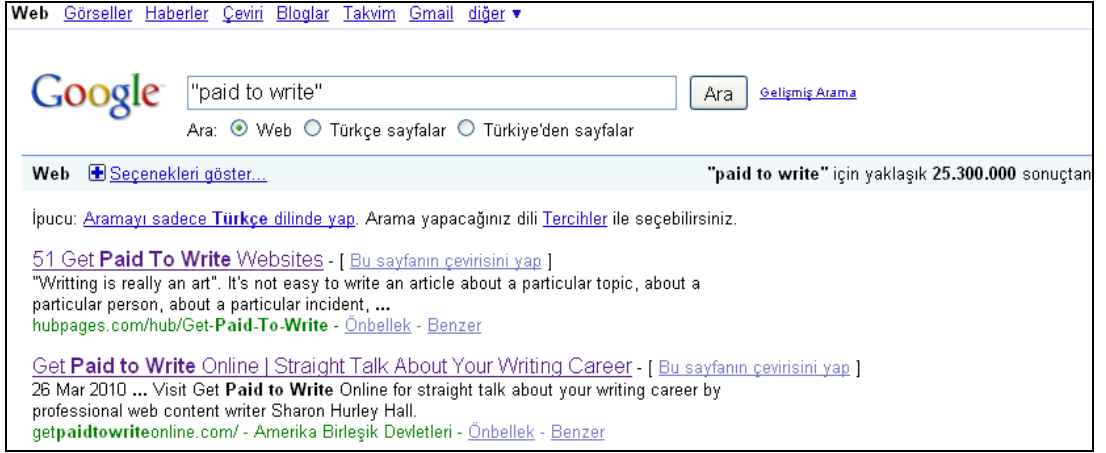 Web Görseller Haberler Çeviri Bloglar Takvim Gmail diğer ▼
Google "paid to write" Ara Gelişmiş Arama
Ara: Web Türkçe sayfalar Türkiye'den sayfalar
Web Seçenekleri göster... "paid to write" için yaklaşık 25.300.000 sonuçtan
İpucu: Aramayı sadece Türkçe dilinde yap. Arama yapacağınız dili Tercihler ile seçebilirsiniz.
51 Get Paid To Write Websites - [ Bu sayfanın çevirisini yap ]
"Writting is really an art". It's not easy to write an article about a particular topic, about a
particular person, about a particular incident, ...
hubpages.com/hub/Get-Paid-To-Write - Önbellek - Benzer
Get Paid to Write Online | Straight Talk About Your Writing Career - [ Bu sayfanın çevirisini yap ]
26 Mar 2010 ... Visit Get Paid to Write Online for straight talk about your writing career by
professional web content writer Sharon Hurley Hall.
getpaidtowriteonline.com/ - Amerika Birleşik Devletleri - Önbellek - Benzer